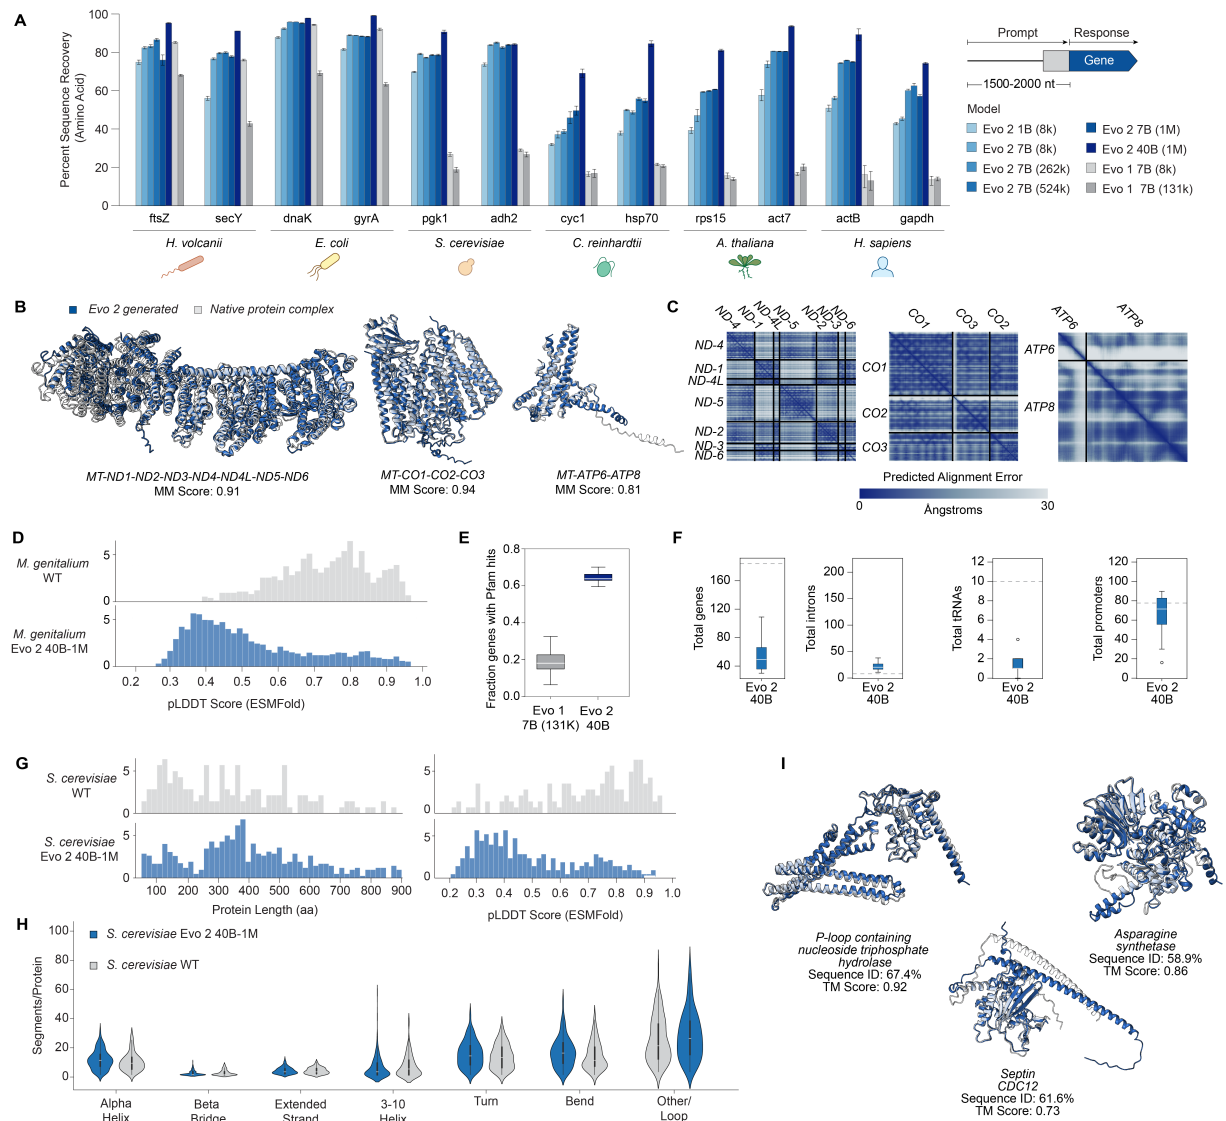 A
Percent Sequence Recovery
(Amino Acid)
100
80
60
40
20
0
ftsZ
secY
dnaK
gyrA
pgk1
adh2
cyc1
hsp70
rps15
act7
actB
gapdh
H. volcanii
E. coli
S. cerevisiae
C. reinhardtii
A. thaliana
H. sapiens
Prompt
Response
Gene
1500-2000 nt
Model
Evo 2 1B (8k)
Evo 2 7B (8k)
Evo 2 7B (262k)
Evo 2 7B (524k)
Evo 2 7B (1M)
Evo 2 40B (1M)
Evo 1 7B (8k)
Evo 1 7B (131k)
B
Evo 2 generated
Native protein complex
MT-ND1-ND2-ND3-ND4-ND4L-ND5-ND6
MM Score: 0.91
MT-CO1-CO2-CO3
MM Score: 0.94
MT-ATP6-ATP8
MM Score: 0.81
C
ND-4
ND-1
ND-4L
ND-5
ND-2
ND-3
ND-6
ND-4
ND-1
ND-4L
ND-5
ND-2
ND-3
ND-6
CO1
CO3
CO2
CO1
CO2
CO3
ATP6
ATP8
ATP6
ATP8
Predicted Alignment Error
0
30
Ångstroms
D
M. genitalium
WT
5
0
M. genitalium
Evo 2 40B-1M
5
0
0.2
0.3
0.4
0.5
0.6
0.7
0.8
0.9
1.0
pLDDT Score (ESMFold)
E
Fraction genes with Pfam hits
0.8
0.6
0.4
0.2
0.0
Evo 1
7B (131K)
Evo 2
40B
F
Total genes
160
120
80
40
Evo 2
40B
Total introns
200
150
100
50
0
Evo 2
40B
Total tRNAs
12
10
8
6
4
2
0
Evo 2
40B
Total promoters
120
100
80
60
40
20
0
Evo 2
40B
G
S. cerevisiae
WT
5
0
S. cerevisiae
Evo 2 40B-1M
5
0
100
200
300
400
500
600
700
800
900
Protein Length (aa)
5
0
5
0
0.2
0.3
0.4
0.5
0.6
0.7
0.8
0.9
1.0
pLDDT Score (ESMFold)
H
Segments/Protein
100
80
60
40
20
0
S. cerevisiae Evo 2 40B-1M
S. cerevisiae WT
Alpha
Helix
Beta
Bridge
Extended
Strand
3-10
Helix
Turn
Bend
Other/
Loop
I
P-loop containing
nucleoside triphosphate
hydrolase
Sequence ID: 67.4%
TM Score: 0.92
Asparagine
synthetase
Sequence ID: 58.9%
TM Score: 0.86
Septin
CDC12
Sequence ID: 61.6%
TM Score: 0.73